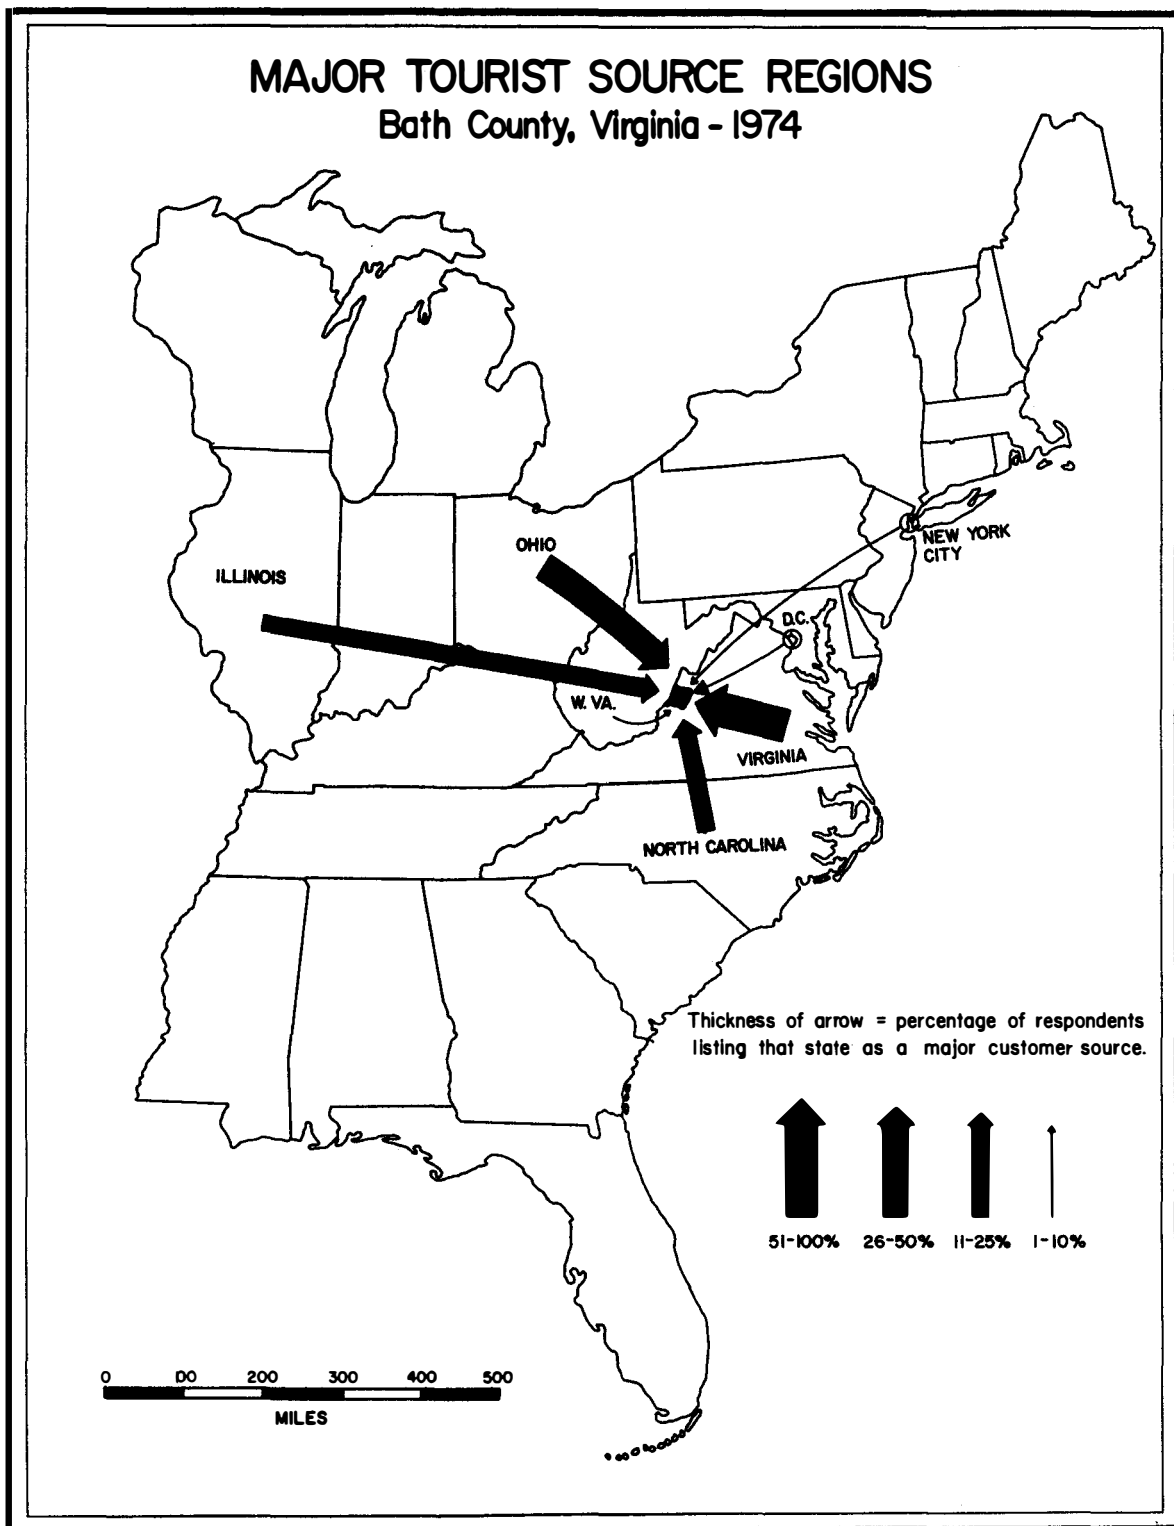 MAJOR TOURIST SOURCE REGIONS
Bath County, Virginia - 1974
OHIO
NEW YORK
CITY
ILLINOIS
D.C.
W. VA.
VIRGINIA
NORTH CAROLINA
Thickness of arrow = percentage of respondents
listing that state as a major customer source.
51-100% 26-50% 11-25% 1-10%
0 D0 200 300 400 500
MILES